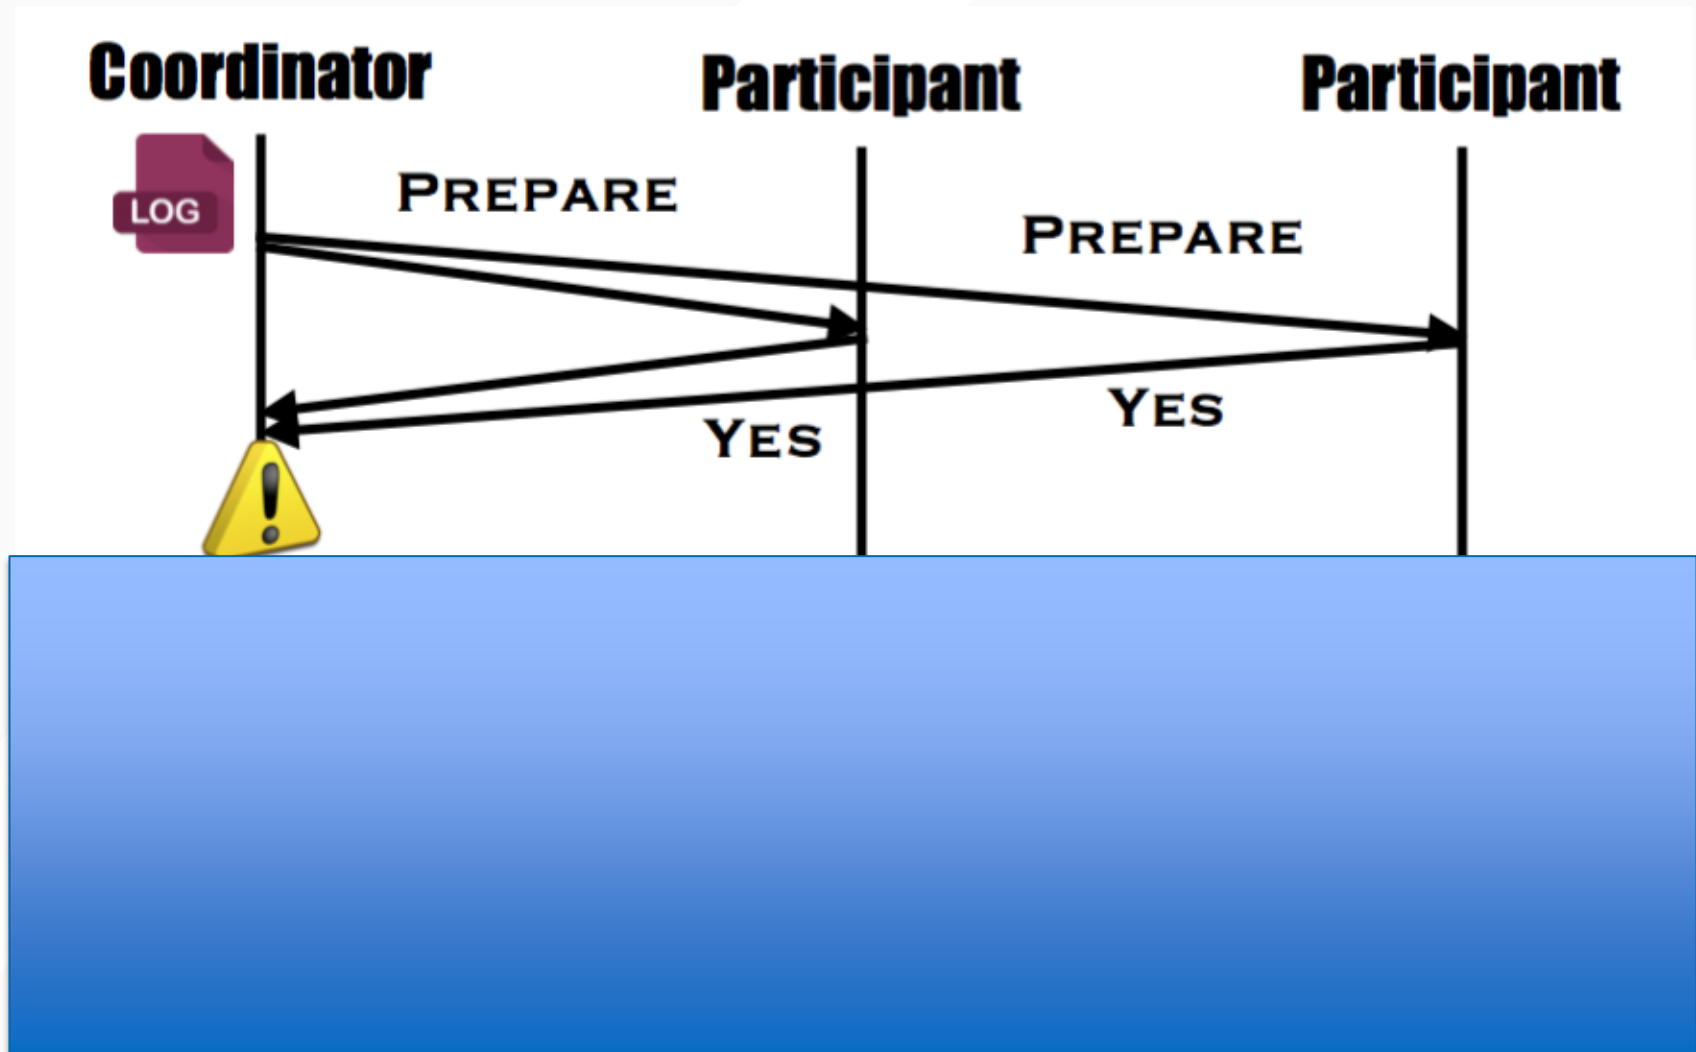 Coordinator
Participant
Participant
LOG
PREPARE
PREPARE
YES
YES